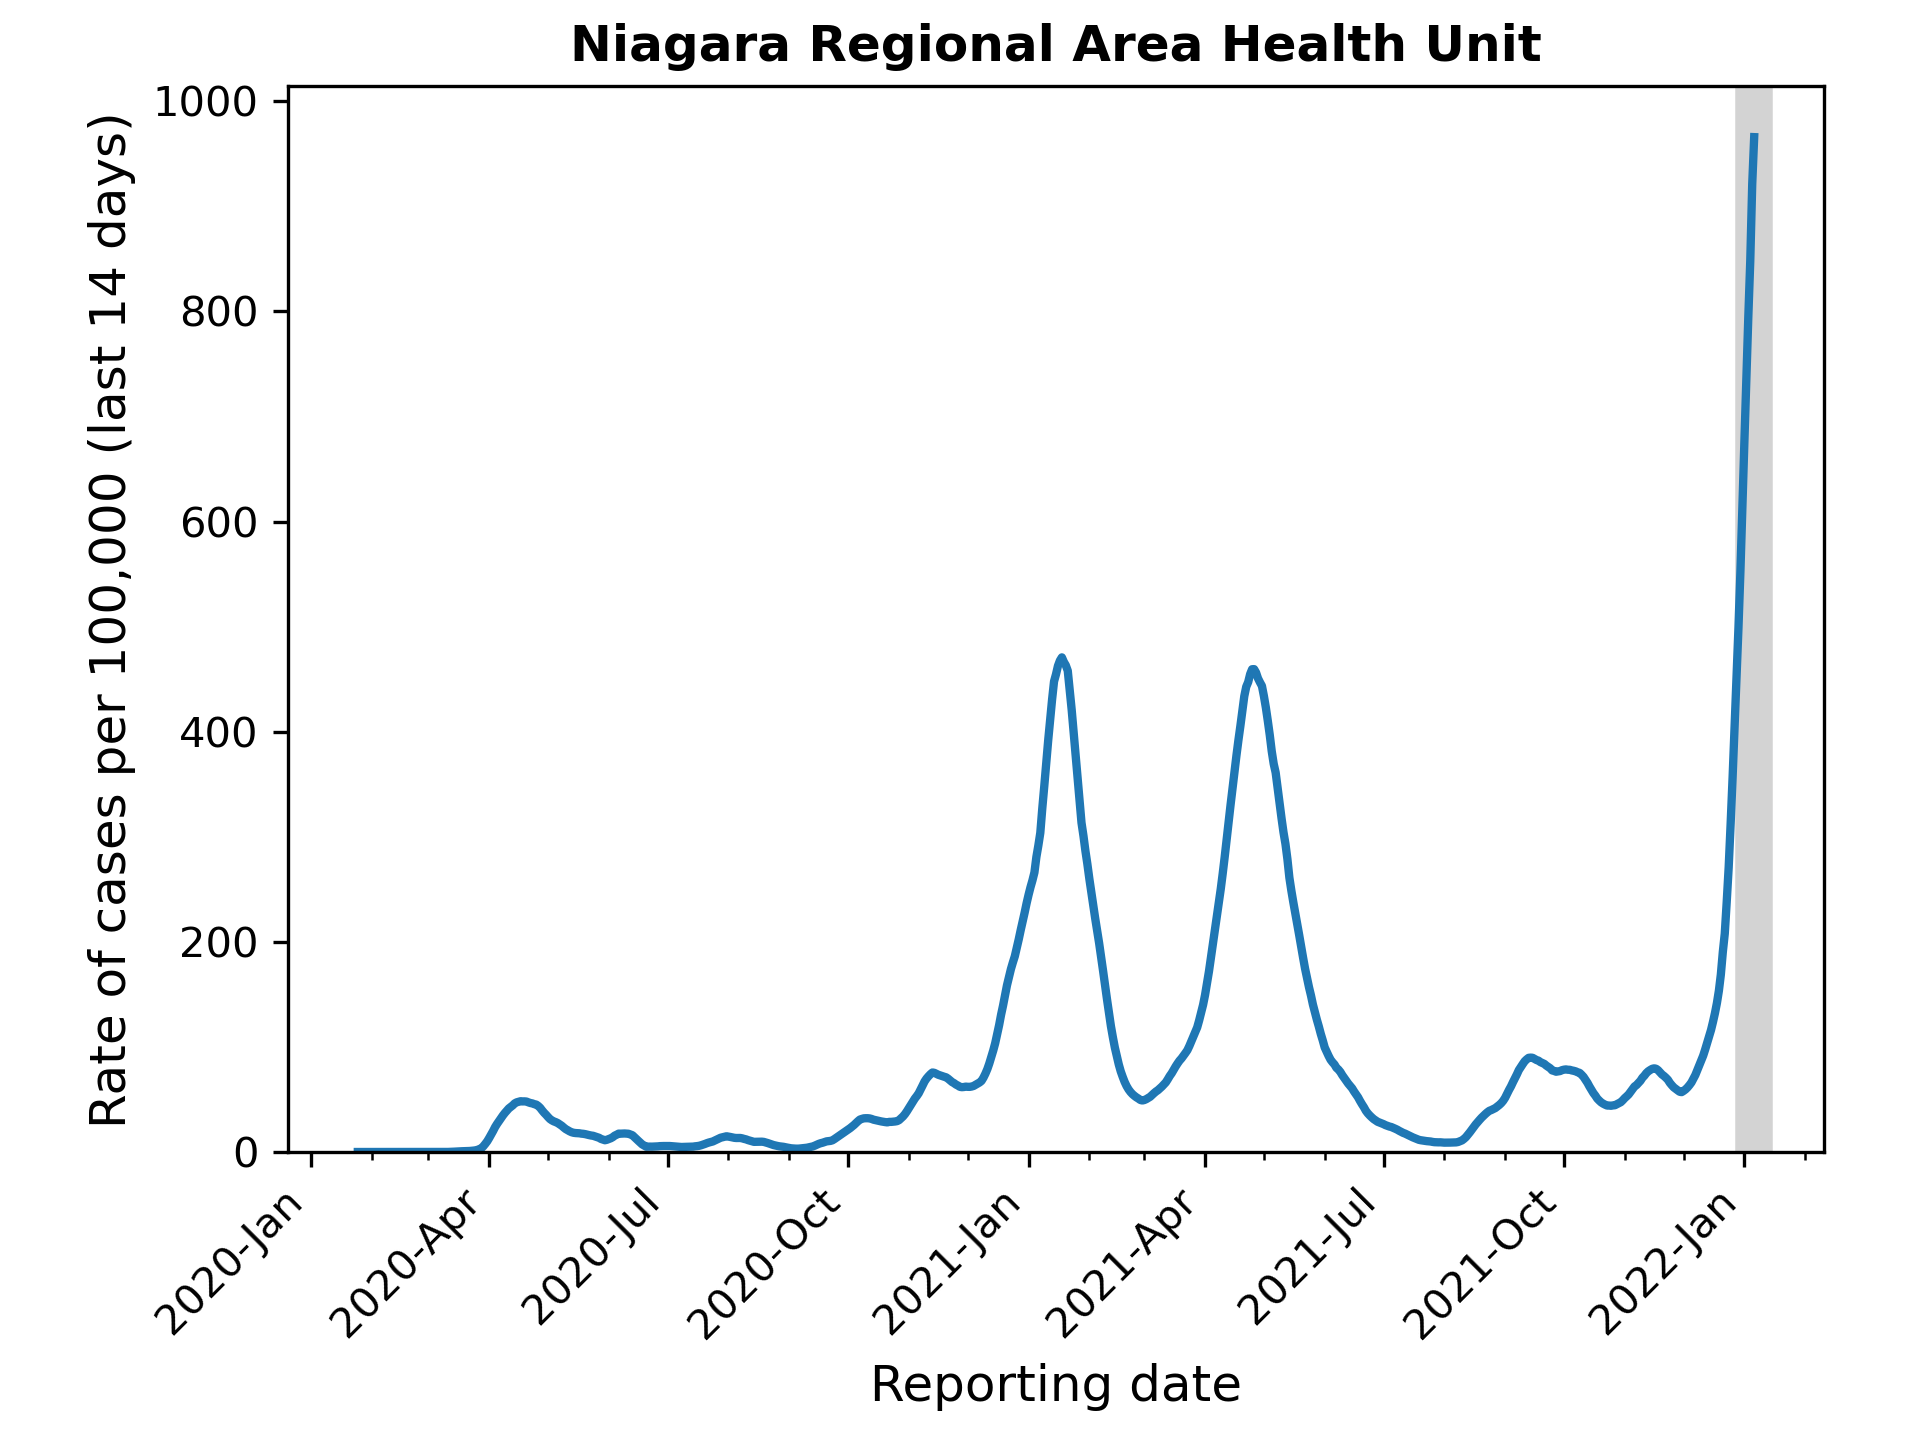 Niagara Regional Area Health Unit
Rate of cases per 100,000 (last 14 days)
1000
800
600
400
200
0
2020-Jan
2020-Apr
2020-Jul
2020-Oct
2021-Jan
2021-Apr
2021-Jul
2021-Oct
2022-Jan
Reporting date